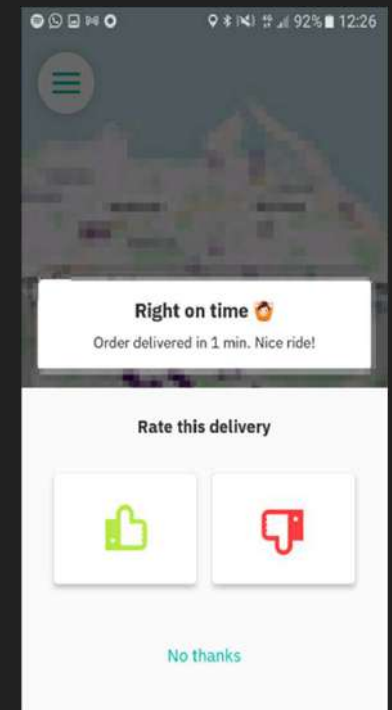 92% 12:26
Right on time 🙆
Order delivered in 1 min. Nice ride!
Rate this delivery
No thanks